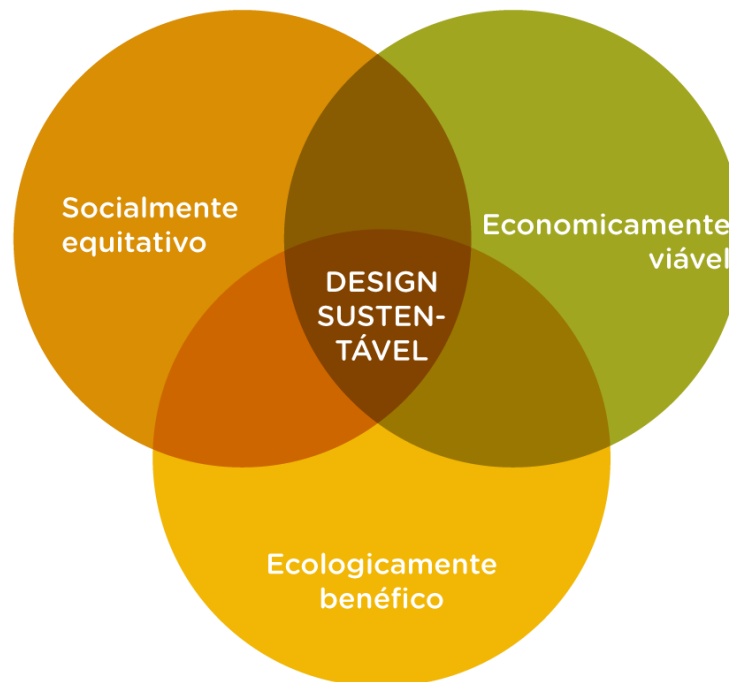 Socialmente
equitativo
Economicamente
viável
DESIGN
SUSTEN-
TÁVEL
Ecologicamente
benéfico